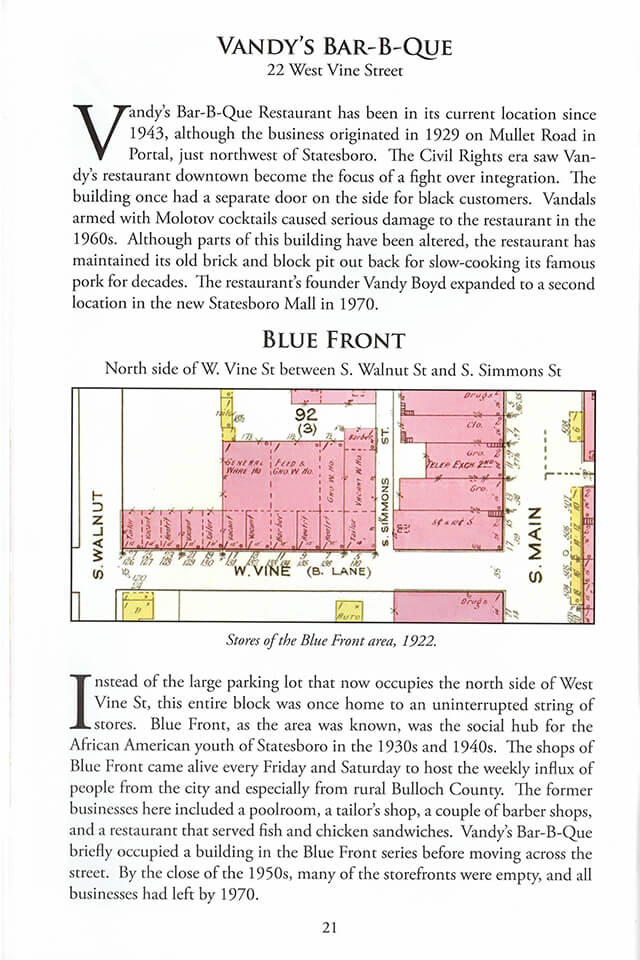 VANDY'S BAR-B-QUE
22 West Vine Street
Vandy's Bar-B-Que Restaurant has been in its current location since
1943, although the business originated in 1929 on Mullet Road in
Portal, just northwest of Statesboro. The Civil Rights era saw Van-
dy's restaurant downtown become the focus of a fight over integration. The
building once had a separate door on the side for black customers. Vandals
armed with Molotov cocktails caused serious damage to the restaurant in the
1960s. Although parts of this building have been altered, the restaurant has
maintained its old brick and block pit out back for slow-cooking its famous
pork for decades. The restaurant's founder Vandy Boyd expanded to a second
location in the new Statesboro Mall in 1970.
BLUE FRONT
North side of W. Vine St between S. Walnut St and S. Simmons St
92
(3)
Drugs
Clo.
Gro.
TELEP. EXCH 2ND
Gro.
GENERAL
WARE HO
FEED &
GRO W. HO.
GRO W. HO.
VACANT W. HO
Barber
S. WALNUT
S. SIMMONS ST.
S. MAIN
5¢ & 10¢ S
Tailor
Vacant
Tailor
Vacant
Vacant
Barber
Tailor
W. VINE (B. LANE)
Drugs
AUTO
Stores of the Blue Front area, 1922.
Instead of the large parking lot that now occupies the north side of West
Vine St, this entire block was once home to an uninterrupted string of
stores. Blue Front, as the area was known, was the social hub for the
African American youth of Statesboro in the 1930s and 1940s. The shops of
Blue Front came alive every Friday and Saturday to host the weekly influx of
people from the city and especially from rural Bulloch County. The former
businesses here included a poolroom, a tailor's shop, a couple of barber shops,
and a restaurant that served fish and chicken sandwiches. Vandy's Bar-B-Que
briefly occupied a building in the Blue Front series before moving across the
street. By the close of the 1950s, many of the storefronts were empty, and all
businesses had left by 1970.
21